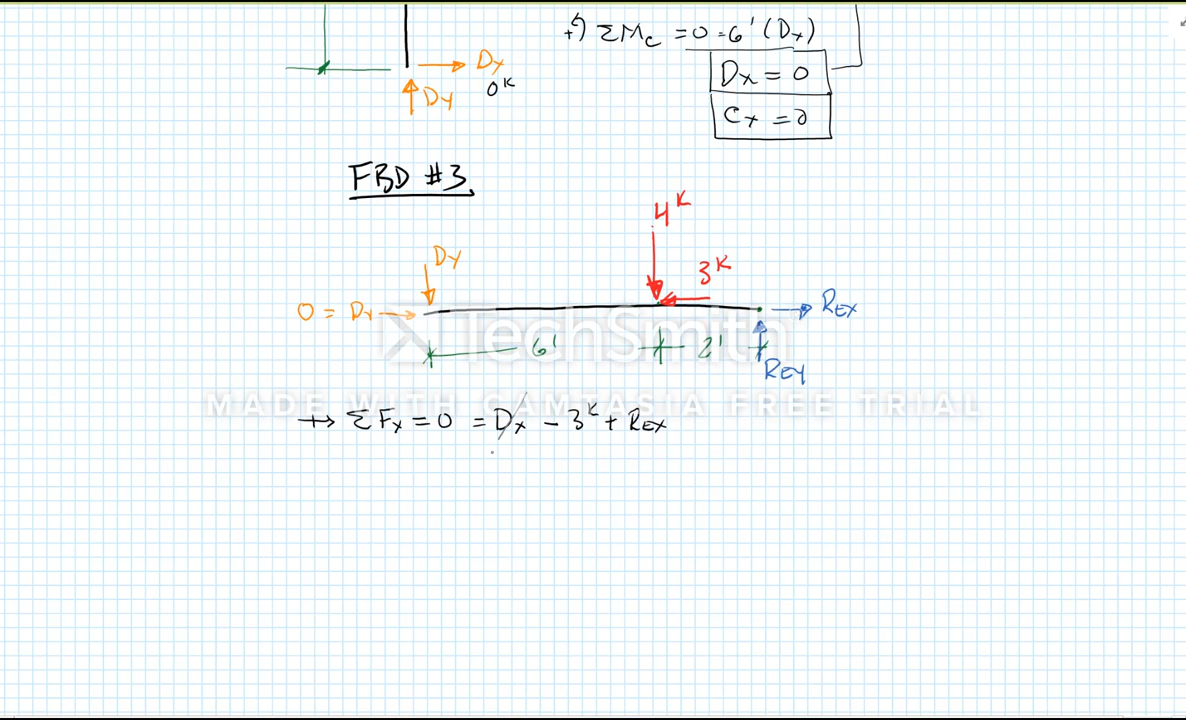 +↶) ΣMc = 0 = 6' (Dx)
Dx
Dx = 0
0ᴷ
Dy
Cx = 0
FBD #3
4ᴷ
Dy
3ᴷ
0 = Dx
REX
TechSmith
6'
2'
REY
MADE WITH CAMTASIA FREE TRIAL
+→ ΣFx = 0 = Dx - 3ᴷ + REX